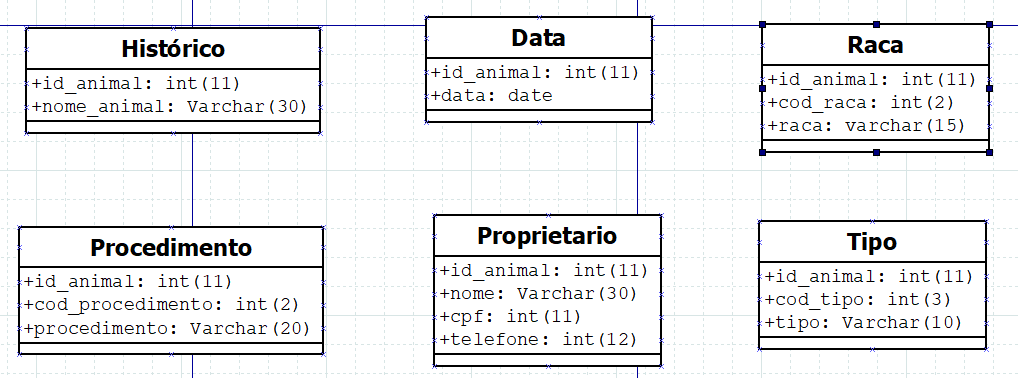 Histórico
+id_animal: int(11)
+nome_animal: Varchar(30)
Data
+id_animal: int(11)
+data: date
Raca
+id_animal: int(11)
+cod_raca: int(2)
+raca: varchar(15)
Procedimento
+id_animal: int(11)
+cod_procedimento: int(2)
+procedimento: Varchar(20)
Proprietario
+id_animal: int(11)
+nome: Varchar(30)
+cpf: int(11)
+telefone: int(12)
Tipo
+id_animal: int(11)
+cod_tipo: int(3)
+tipo: Varchar(10)